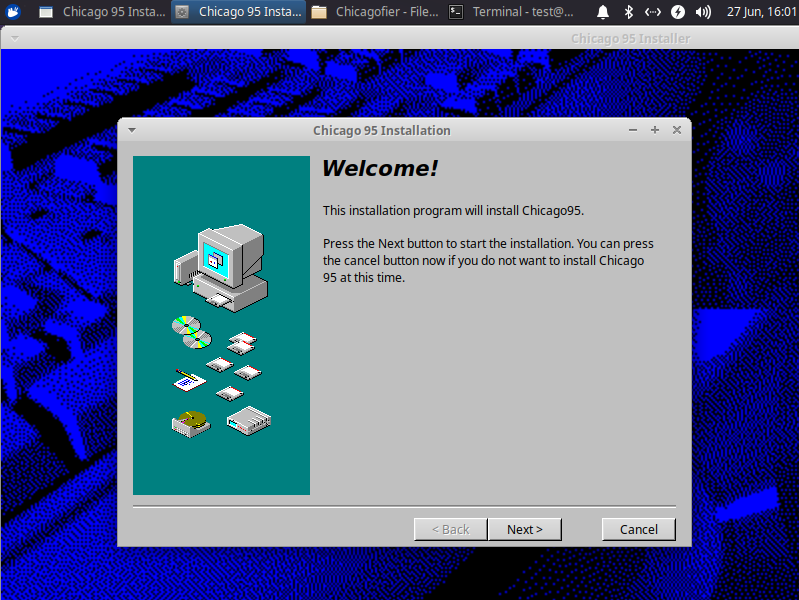 Chicago 95 Insta...
Chicago 95 Insta...
Chicagofier - File...
Terminal - test@...
27 Jun, 16:01
Chicago 95 Installer
Chicago 95 Installation
Welcome!
This installation program will install Chicago95.
Press the Next button to start the installation. You can press
the cancel button now if you do not want to install Chicago
95 at this time.
< Back
Next >
Cancel